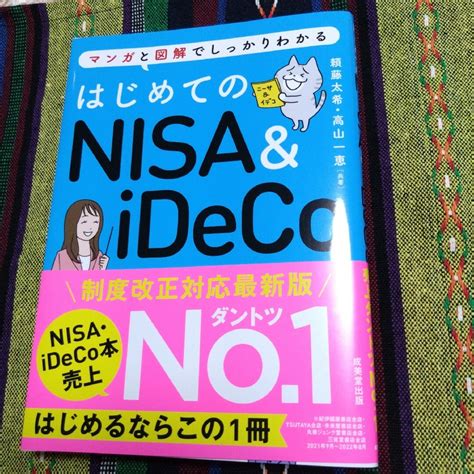 マンガと図解でしっかりわかる
はじめての
NISA&
iDeCo
ニーサ
&
イデコ
頼藤太希・高山一恵[共著]
制度改正対応最新版
NISA・
iDeCo本
売上
ダントツ
No.1
はじめるならこの1冊
成美堂出版